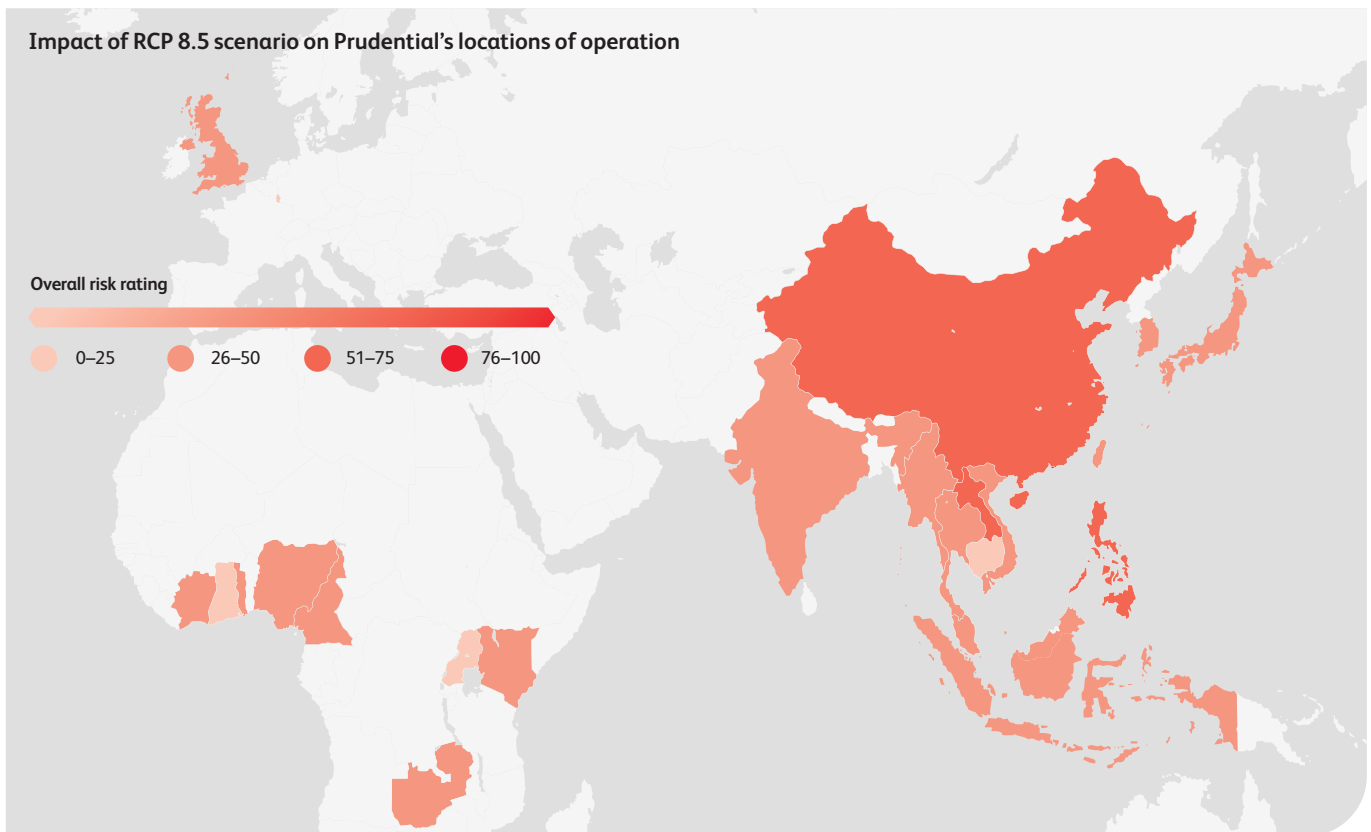 Impact of RCP 8.5 scenario on Prudential’s locations of operation
Overall risk rating
0–25 26–50 51–75 76–100